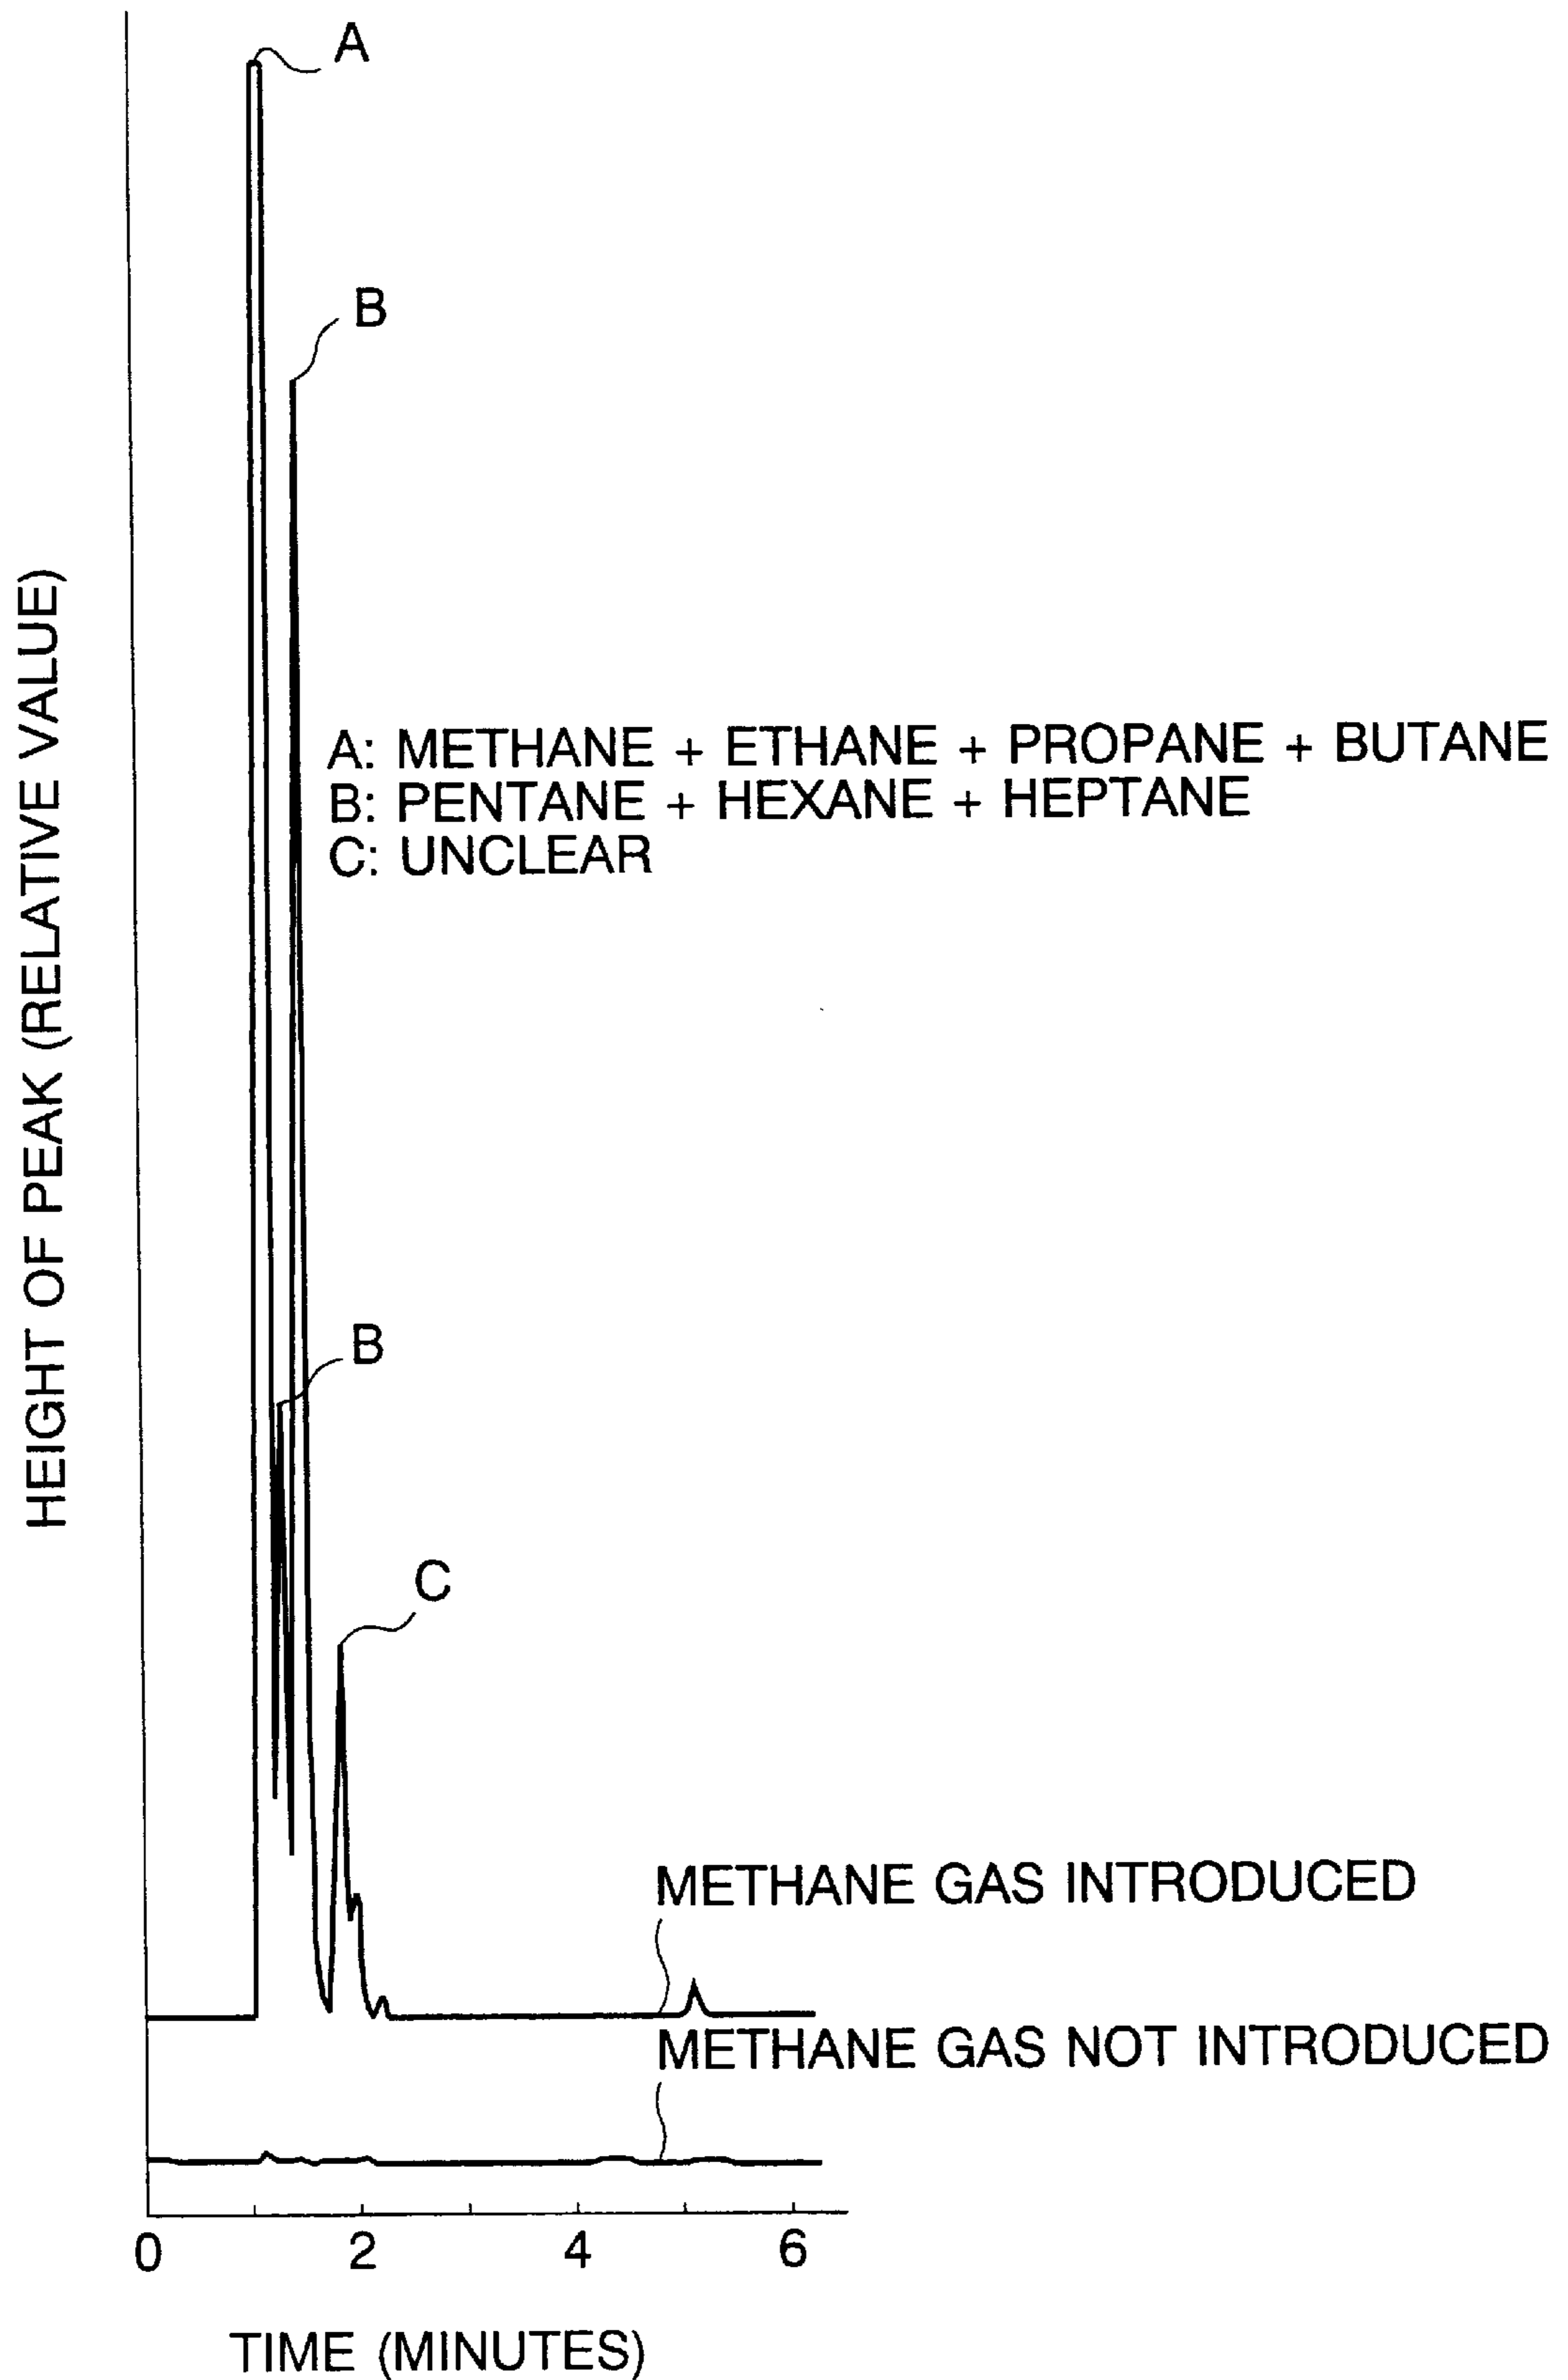 A
B
HEIGHT OF PEAK (RELATIVE VALUE)
A: METHANE + ETHANE + PROPANE + BUTANE
B: PENTANE + HEXANE + HEPTANE
C: UNCLEAR
B
C
METHANE GAS INTRODUCED
METHANE GAS NOT INTRODUCED
0 2 4 6
TIME (MINUTES)